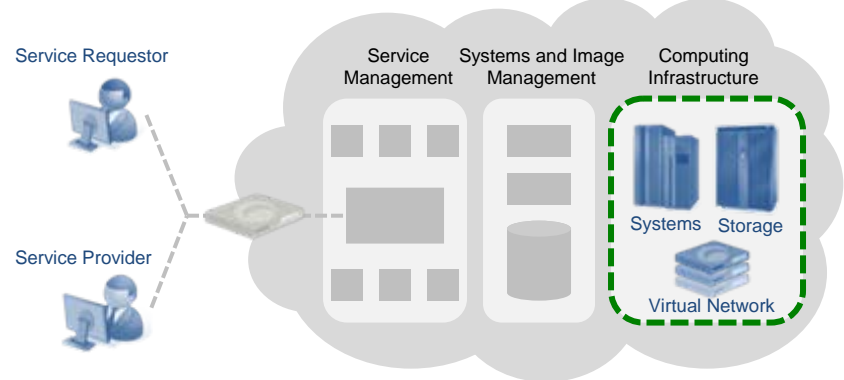 Service Requestor
Service
Management
Systems and Image
Management
Computing
Infrastructure
Systems
Storage
Service Provider
Virtual Network